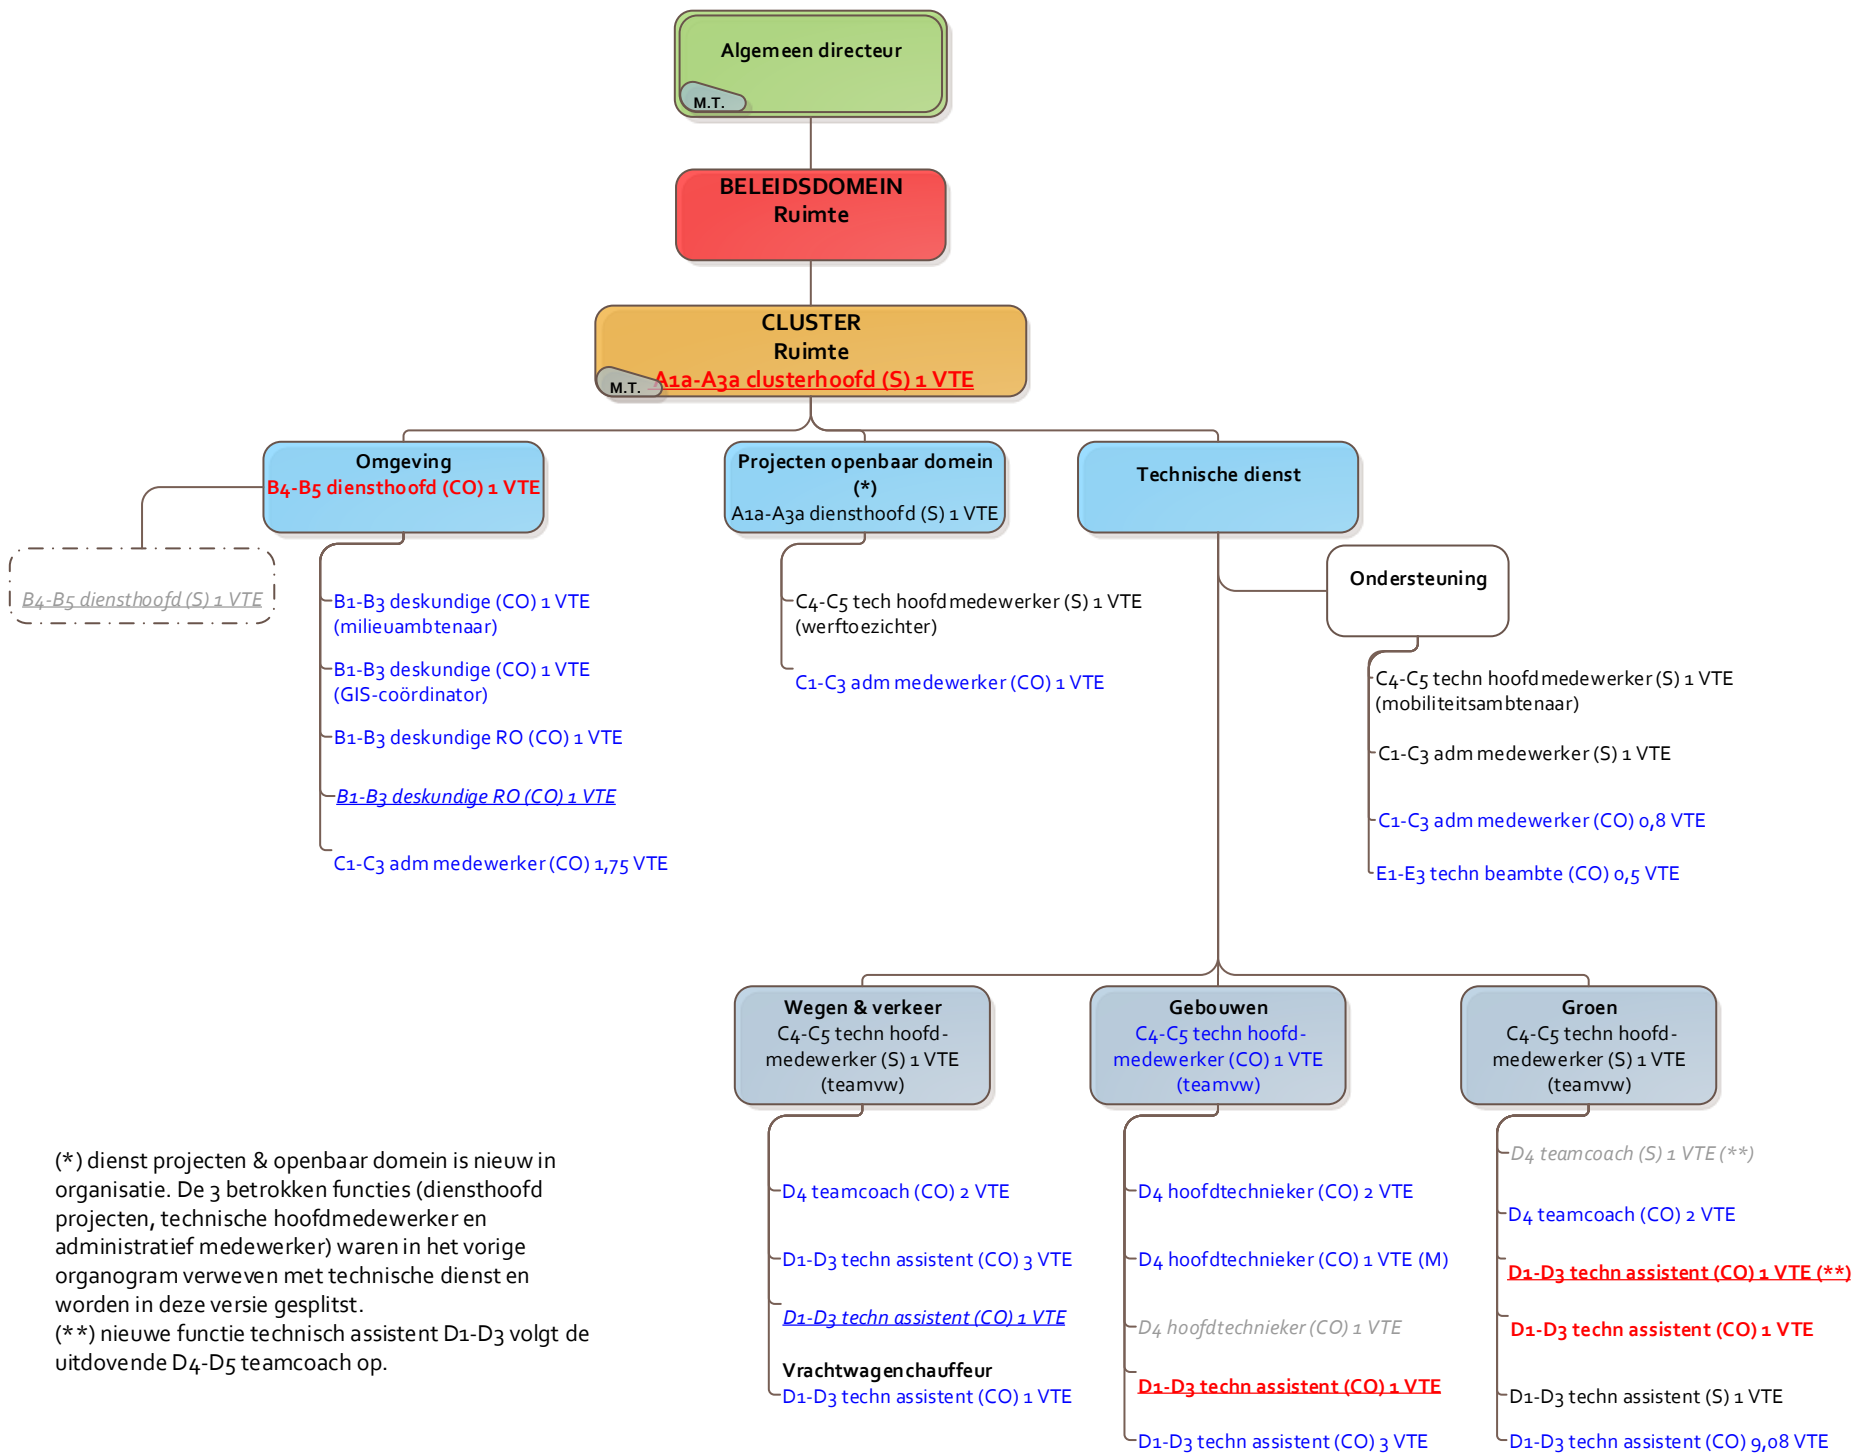 Algemeen directeur
M.T.
BELEIDSDOMEIN
Ruimte
CLUSTER
Ruimte
A1a-A3a clusterhoofd (S) 1 VTE
M.T.
Omgeving
B4-B5 diensthoofd (CO) 1 VTE
B4-B5 diensthoofd (S) 1 VTE
B1-B3 deskundige (CO) 1 VTE
(milieuambtenaar)
B1-B3 deskundige (CO) 1 VTE
(GIS-coördinator)
B1-B3 deskundige RO (CO) 1 VTE
B1-B3 deskundige RO (CO) 1 VTE
C1-C3 adm medewerker (CO) 1,75 VTE
Projecten openbaar domein
(*)
A1a-A3a diensthoofd (S) 1 VTE
C4-C5 tech hoofdmedewerker (S) 1 VTE
(werftoezichter)
C1-C3 adm medewerker (CO) 1 VTE
Technische dienst
Ondersteuning
C4-C5 techn hoofdmedewerker (S) 1 VTE
(mobiliteitsambtenaar)
C1-C3 adm medewerker (S) 1 VTE
C1-C3 adm medewerker (CO) 0,8 VTE
E1-E3 techn beambte (CO) 0,5 VTE
Wegen & verkeer
C4-C5 techn hoofd-
medewerker (S) 1 VTE
(teamvw)
D4 teamcoach (CO) 2 VTE
D1-D3 techn assistent (CO) 3 VTE
D1-D3 techn assistent (CO) 1 VTE
Vrachtwagenchauffeur
D1-D3 techn assistent (CO) 1 VTE
Gebouwen
C4-C5 techn hoofd-
medewerker (CO) 1 VTE
(teamvw)
D4 hoofdtechnieker (CO) 2 VTE
D4 hoofdtechnieker (CO) 1 VTE (M)
D4 hoofdtechnieker (CO) 1 VTE
D1-D3 techn assistent (CO) 1 VTE
D1-D3 techn assistent (CO) 3 VTE
Groen
C4-C5 techn hoofd-
medewerker (S) 1 VTE
(teamvw)
D4 teamcoach (S) 1 VTE (**)
D4 teamcoach (CO) 2 VTE
D1-D3 techn assistent (CO) 1 VTE (**)
D1-D3 techn assistent (CO) 1 VTE
D1-D3 techn assistent (S) 1 VTE
D1-D3 techn assistent (CO) 9,08 VTE
(*) dienst projecten & openbaar domein is nieuw in
organisatie. De 3 betrokken functies (diensthoofd
projecten, technische hoofdmedewerker en
administratief medewerker) waren in het vorige
organogram verweven met technische dienst en
worden in deze versie gesplitst.
(**) nieuwe functie technisch assistent D1-D3 volgt de
uitdovende D4-D5 teamcoach op.